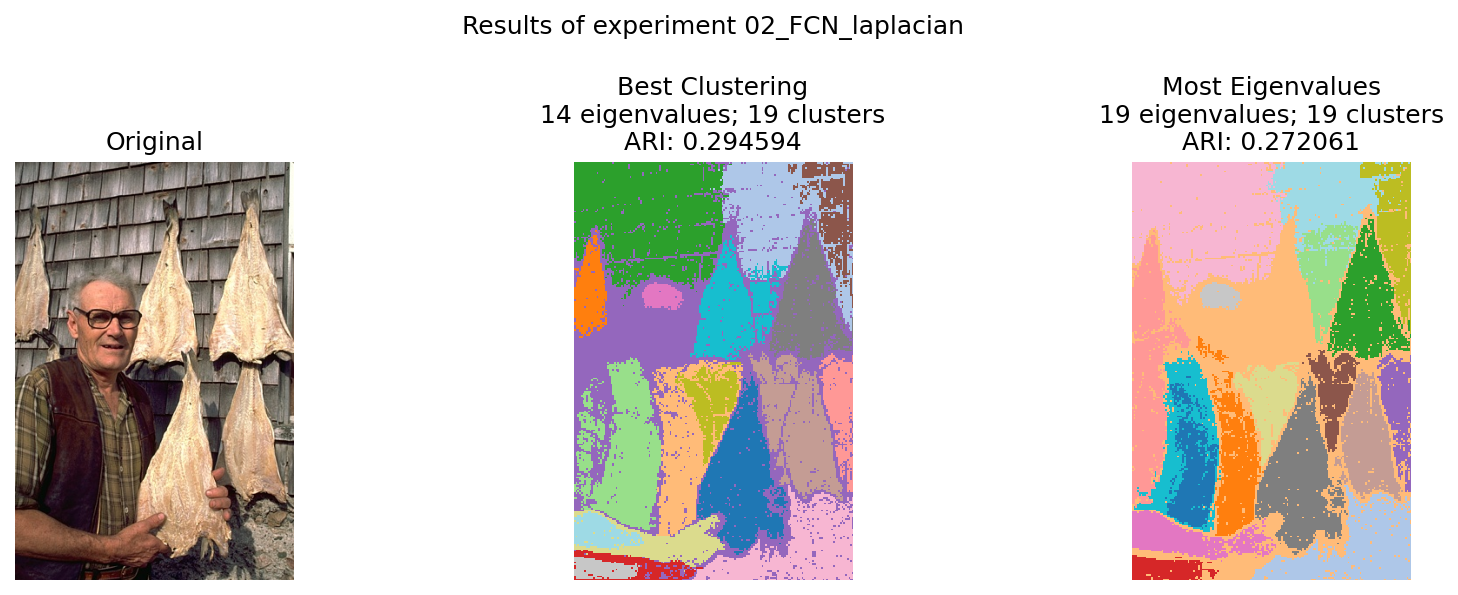 Results of experiment 02_FCN_laplacian
Original
Best Clustering
14 eigenvalues; 19 clusters
ARI: 0.294594
Most Eigenvalues
19 eigenvalues; 19 clusters
ARI: 0.272061